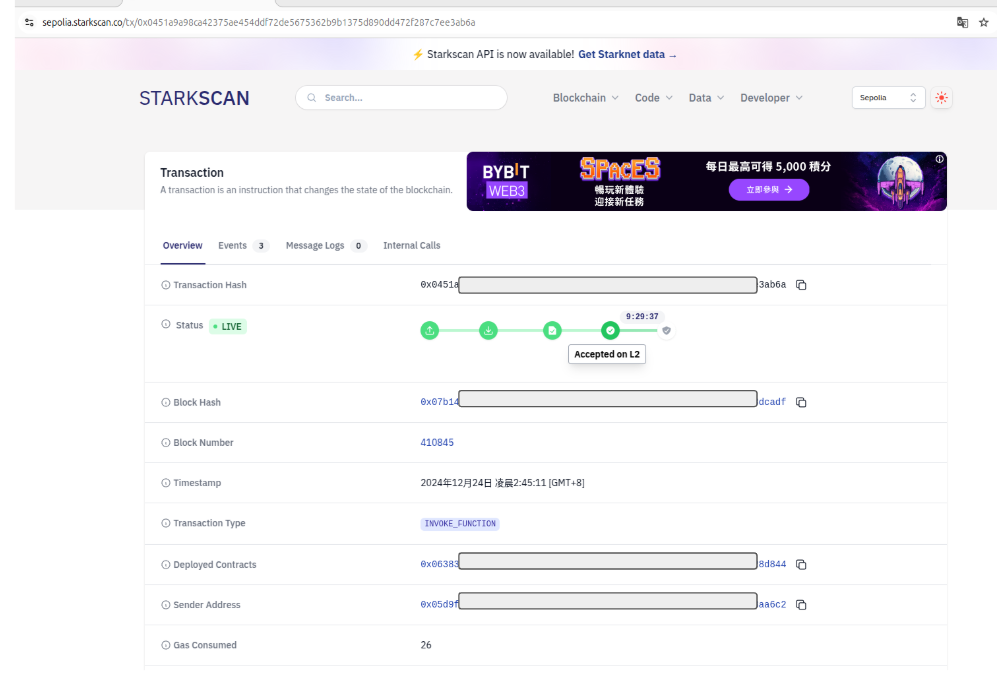 sepolia.starkscan.co/tx/0x0451a9a98ca42375ae454ddf72de5675362b9b1375d890dd472f287c7ee3ab6a
⚡ Starkscan API is now available! Get Starknet data →
STARKSCAN
Search...
Blockchain
Code
Data
Developer
Sepolia
Transaction
A transaction is an instruction that changes the state of the blockchain.
BYBIT
WEB3
SPACES
暢玩新體驗
迎接新任務
每日最高可得 5,000 積分
立即參與 →
Overview
Events 3
Message Logs 0
Internal Calls
Transaction Hash
0x0451a
3ab6a
Status
LIVE
9:29:37
Accepted on L2
Block Hash
0x07b14
dcadf
Block Number
410845
Timestamp
2024年12月24日 凌晨2:45:11 [GMT+8]
Transaction Type
INVOKE_FUNCTION
Deployed Contracts
0x06383
8d844
Sender Address
0x05d9f
aa6c2
Gas Consumed
26